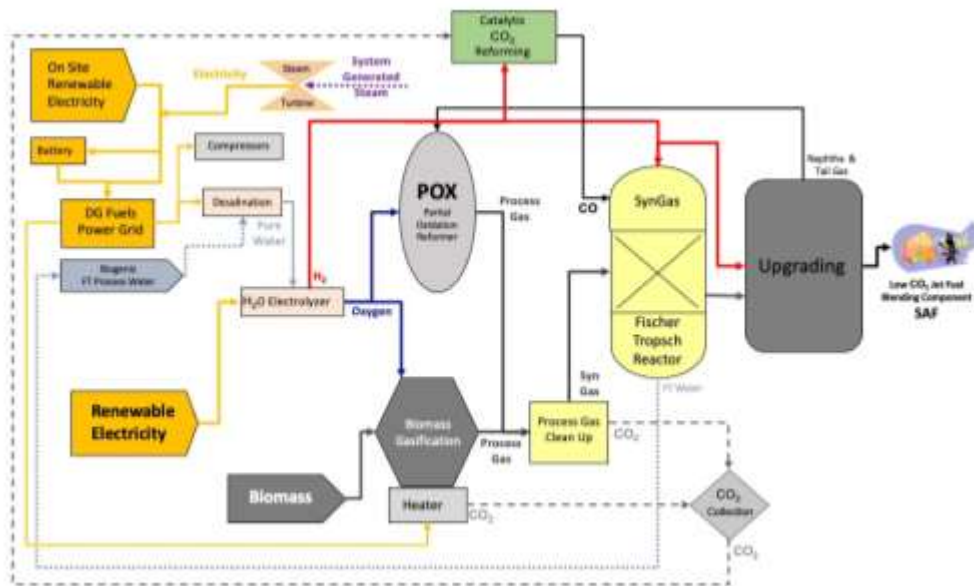 Catalytic
CO2
Reforming
On Site
Renewable
Electricity
Electricity
Steam
Turbine
System
Generated
Steam
Battery
Compressors
DG Fuels
Power Grid
Desalination
Pure
Water
Biogenic
FT Process Water
H2
H2O Electrolyzer
Oxygen
POX
Partial
Oxidation
Reformer
Process
Gas
CO
SynGas
Fischer
Tropsch
Reactor
Naphtha &
Tail Gas
Upgrading
Low CO2 Jet Fuel
Blending Component
SAF
Syn
Gas
FT Water
Renewable
Electricity
Biomass
Gasification
Process
Gas
Process Gas
Clean Up
CO2
Biomass
Heater
CO2
CO2
Collection
CO2